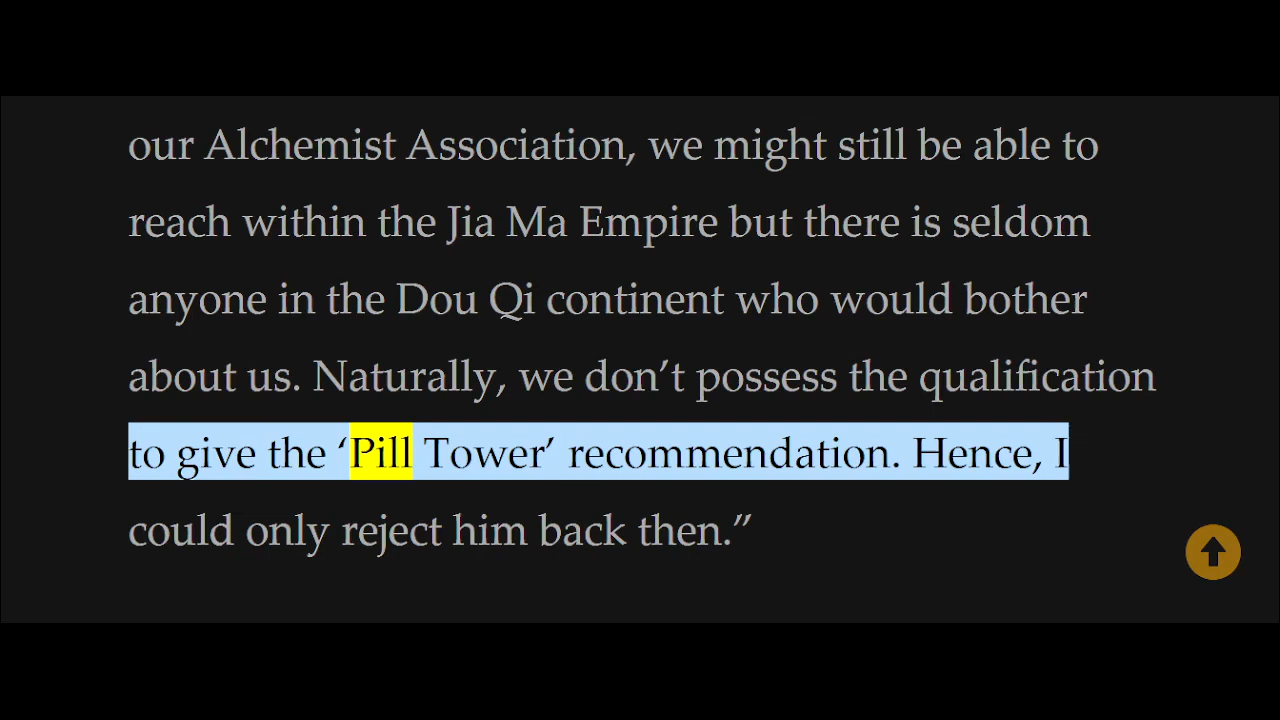 our Alchemist Association, we might still be able to
reach within the Jia Ma Empire but there is seldom
anyone in the Dou Qi continent who would bother
about us. Naturally, we don’t possess the qualification
to give the ‘Pill Tower’ recommendation. Hence, I
could only reject him back then.”